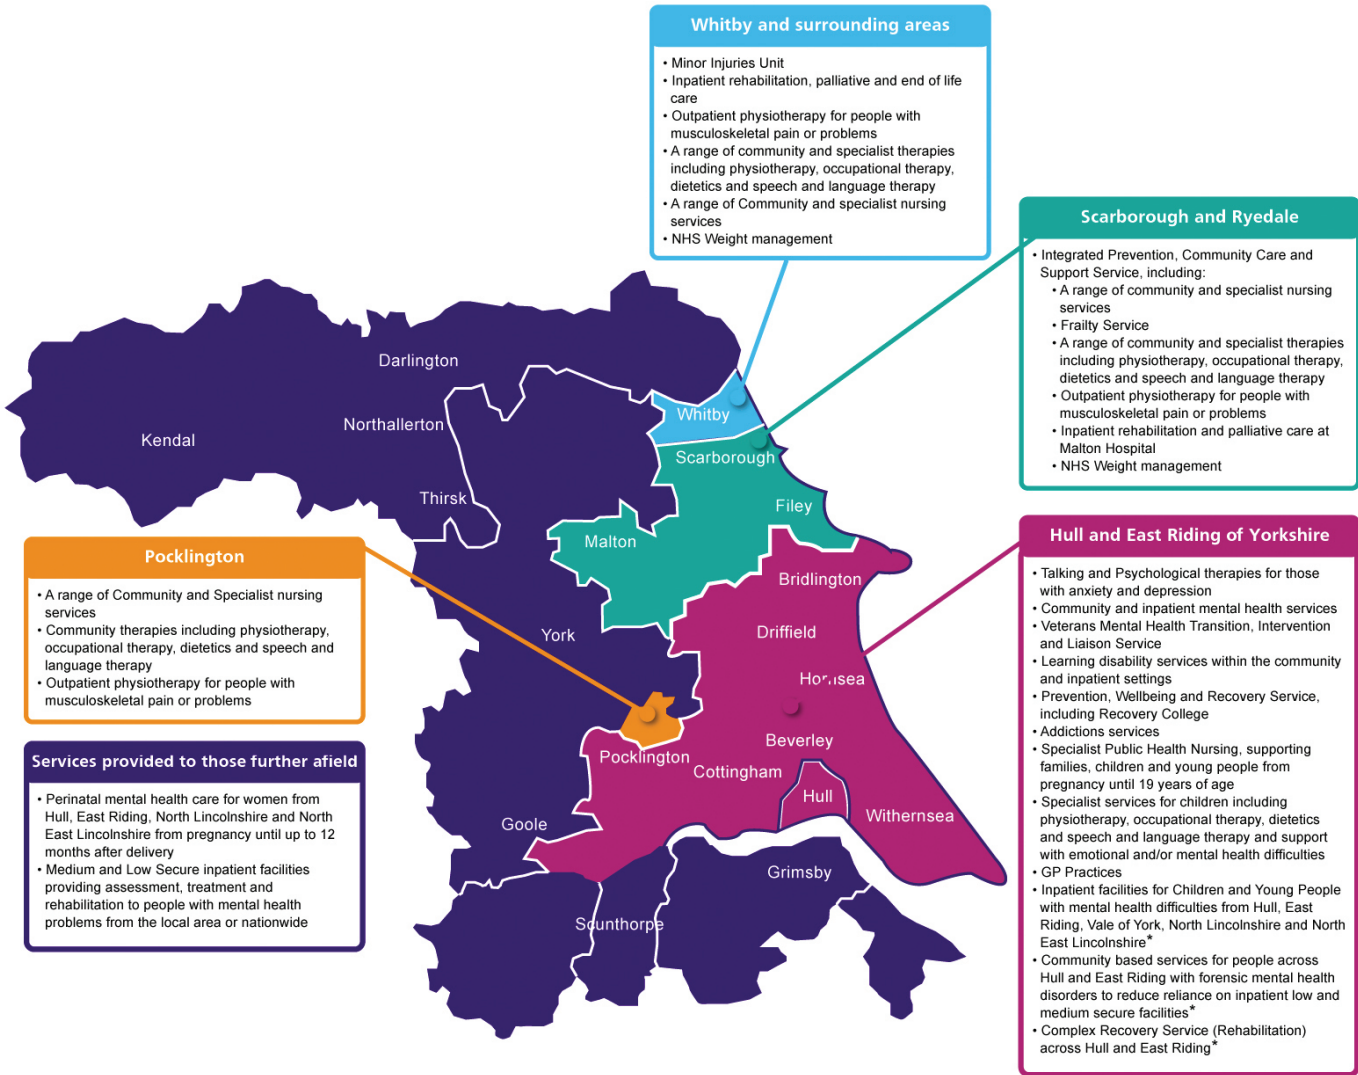 Whitby and surrounding areas
• Minor Injuries Unit
• Inpatient rehabilitation, palliative and end of life
care
• Outpatient physiotherapy for people with
musculoskeletal pain or problems
• A range of community and specialist therapies
including physiotherapy, occupational therapy,
dietetics and speech and language therapy
• A range of Community and specialist nursing
services
• NHS Weight management
Scarborough and Ryedale
• Integrated Prevention, Community Care and
Support Service, including:
• A range of community and specialist nursing
services
• Frailty Service
• A range of community and specialist therapies
including physiotherapy, occupational therapy,
dietetics and speech and language therapy
• Outpatient physiotherapy for people with
musculoskeletal pain or problems
• Inpatient rehabilitation and palliative care at
Malton Hospital
• NHS Weight management
Darlington
Whitby
Northallerton
Kendal
Scarborough
Thirsk
Filey
Malton
Bridlington
Driffield
York
Hornsea
Beverley
Pocklington
Cottingham
Hull
Withernsea
Goole
Grimsby
Scunthorpe
Pocklington
• A range of Community and Specialist nursing
services
• Community therapies including physiotherapy,
occupational therapy, dietetics and speech and
language therapy
• Outpatient physiotherapy for people with
musculoskeletal pain or problems
Services provided to those further afield
• Perinatal mental health care for women from
Hull, East Riding, North Lincolnshire and North
East Lincolnshire from pregnancy until up to 12
months after delivery
• Medium and Low Secure inpatient facilities
providing assessment, treatment and
rehabilitation to people with mental health
problems from the local area or nationwide
Hull and East Riding of Yorkshire
• Talking and Psychological therapies for those
with anxiety and depression
• Community and inpatient mental health services
• Veterans Mental Health Transition, Intervention
and Liaison Service
• Learning disability services within the community
and inpatient settings
• Prevention, Wellbeing and Recovery Service,
including Recovery College
• Addictions services
• Specialist Public Health Nursing, supporting
families, children and young people from
pregnancy until 19 years of age
• Specialist services for children including
physiotherapy, occupational therapy, dietetics
and speech and language therapy and support
with emotional and/or mental health difficulties
• GP Practices
• Inpatient facilities for Children and Young People
with mental health difficulties from Hull, East
Riding, Vale of York, North Lincolnshire and North
East Lincolnshire*
• Community based services for people across
Hull and East Riding with forensic mental health
disorders to reduce reliance on inpatient low and
medium secure facilities*
• Complex Recovery Service (Rehabilitation)
across Hull and East Riding*